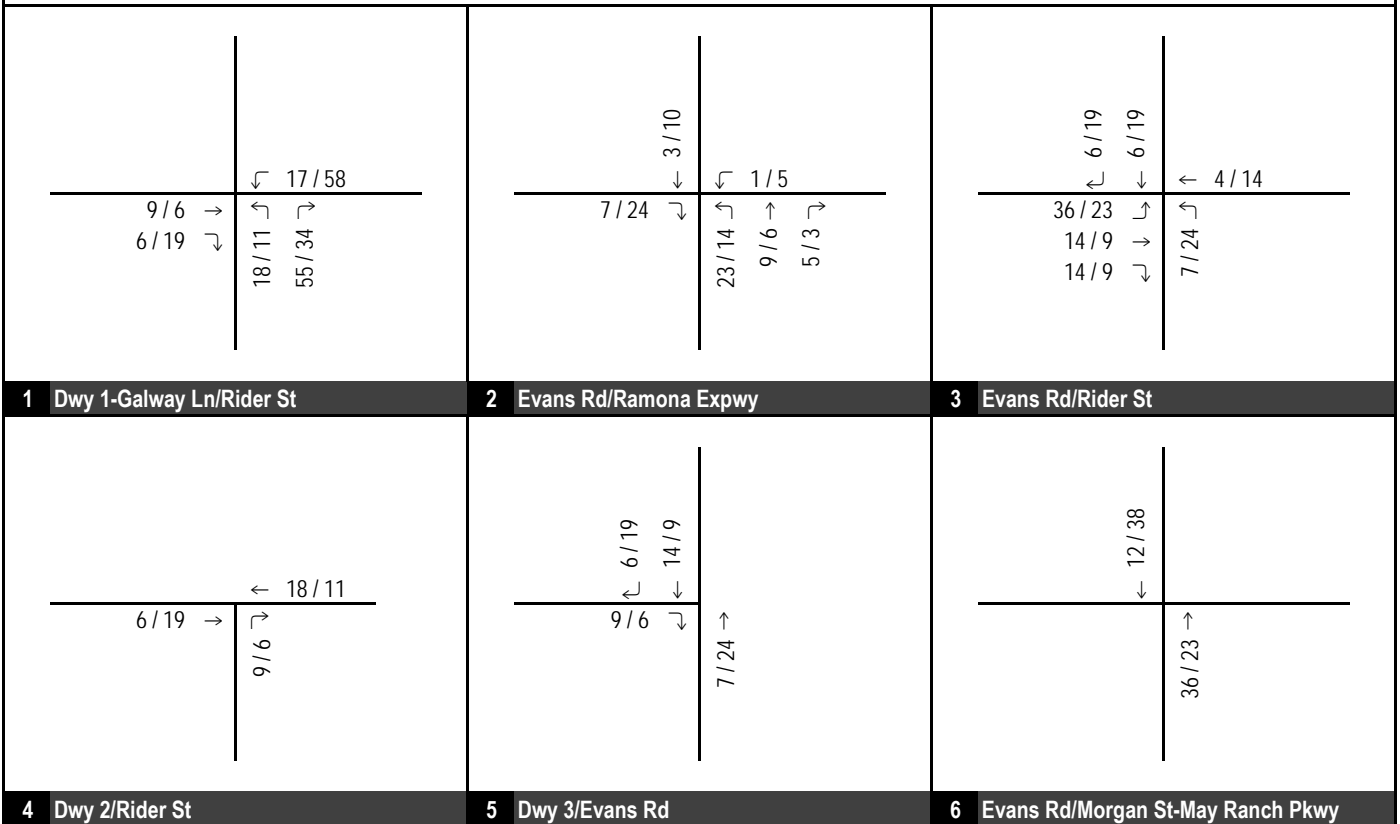 17 / 58
9 / 6
6 / 19
18 / 11
55 / 34
1 Dwy 1-Galway Ln/Rider St
3 / 10
1 / 5
7 / 24
23 / 14
9 / 6
5 / 3
2 Evans Rd/Ramona Expwy
6 / 19
6 / 19
4 / 14
36 / 23
14 / 9
14 / 9
7 / 24
3 Evans Rd/Rider St
18 / 11
6 / 19
9 / 6
4 Dwy 2/Rider St
6 / 19
14 / 9
9 / 6
7 / 24
5 Dwy 3/Evans Rd
12 / 38
36 / 23
6 Evans Rd/Morgan St-May Ranch Pkwy